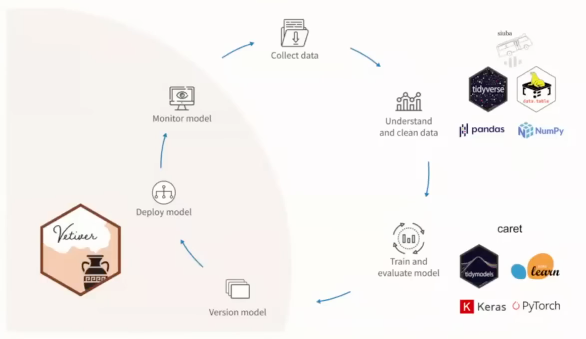 Collect data
siuba
tidyverse
data.table
Understand
and clean data
pandas
NumPy
Monitor model
Deploy model
Vetiver
Train and
evaluate model
caret
tidymodels
learn
Keras
PyTorch
Version model